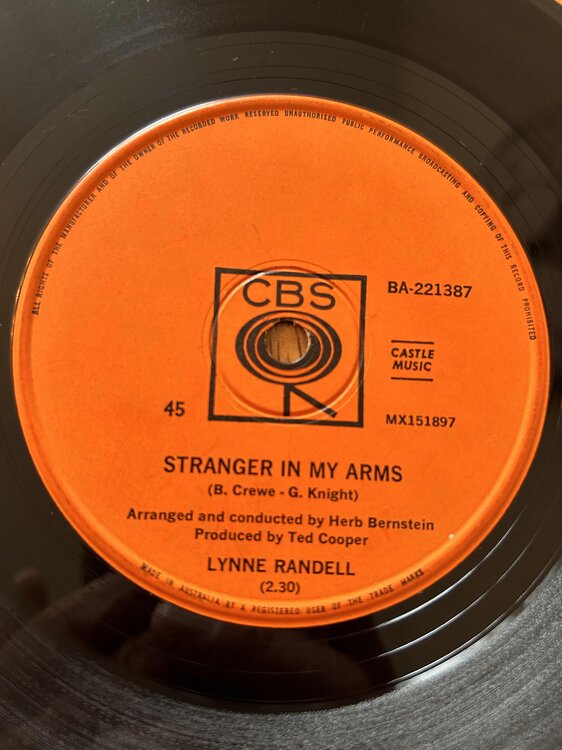 ALL RIGHTS OF THE MANUFACTURER AND OF THE OWNER OF THE RECORDED WORK RESERVED UNAUTHORISED PUBLIC PERFORMANCE BROADCASTING AND COPYING OF THIS RECORD PROHIBITED
CBS
BA-221387
CASTLE
MUSIC
45
MX151897
STRANGER IN MY ARMS
(B. Crewe - G. Knight)
Arranged and conducted by Herb Bernstein
Produced by Ted Cooper
LYNNE RANDELL
(2.30)
MADE IN AUSTRALIA BY A REGISTERED USER OF THE TRADE MARKS